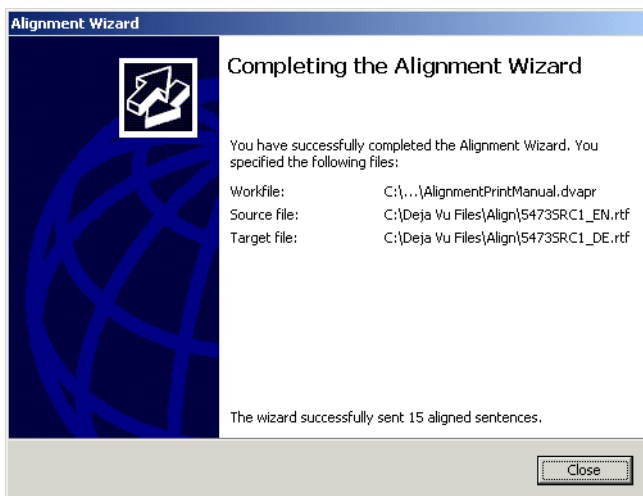 Alignment Wizard
Completing the Alignment Wizard
You have successfully completed the Alignment Wizard. You
specified the following files:
Workfile: C:\...\AlignmentPrintManual.dvapr
Source file: C:\Deja Vu Files\Align\5473SRC1_EN.rtf
Target file: C:\Deja Vu Files\Align\5473SRC1_DE.rtf
The wizard successfully sent 15 aligned sentences.
Close